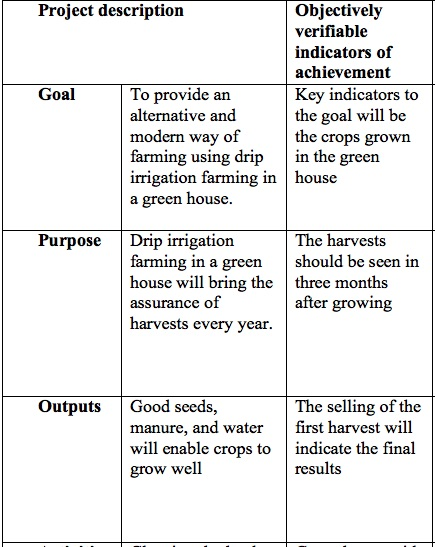 Project description
Objectively
verifiable
indicators of
achievement
Goal
To provide an
alternative and
modern way of
farming using drip
irrigation farming in
a green house.
Key indicators to
the goal will be
the crops grown
in the green
house
Purpose
Drip irrigation
farming in a green
house will bring the
assurance of
harvests every year.
The harvests
should be seen in
three months
after growing
Outputs
Good seeds,
manure, and water
will enable crops to
grow well
The selling of the
first harvest will
indicate the final
results